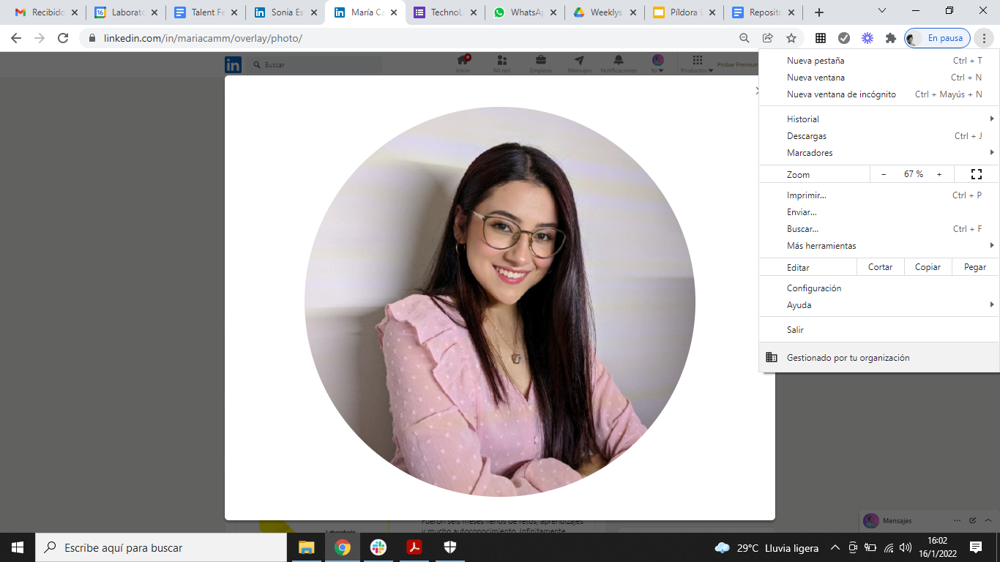 Recibido
16
Laborato
Talent Fe
in
Sonia Es
in
María Ca
TechnoL
WhatsAp
Weeklys
Píldora
Reposito
linkedin.com/in/mariacamm/overlay/photo/
En pausa
in
Buscar
Inicio
Mi red
Empleos
Mensajes
Notificaciones
Yo
Productos
Probar Premium
Nueva pestaña
Ctrl + T
Nueva ventana
Ctrl + N
Nueva ventana de incógnito
Ctrl + Mayús + N
Historial
Descargas
Ctrl + J
Marcadores
Zoom
− 67 % +
Imprimir...
Ctrl + P
Enviar...
Buscar...
Ctrl + F
Más herramientas
Editar
Cortar
Copiar
Pegar
Configuración
Ayuda
Salir
Gestionado por tu organización
Fueron seis meses llenos de retos, aprendizajes
y mucho autoconocimiento. Infinitamente
Laboratoria
Mensajes
Escribe aquí para buscar
29°C Lluvia ligera
16:02
16/1/2022